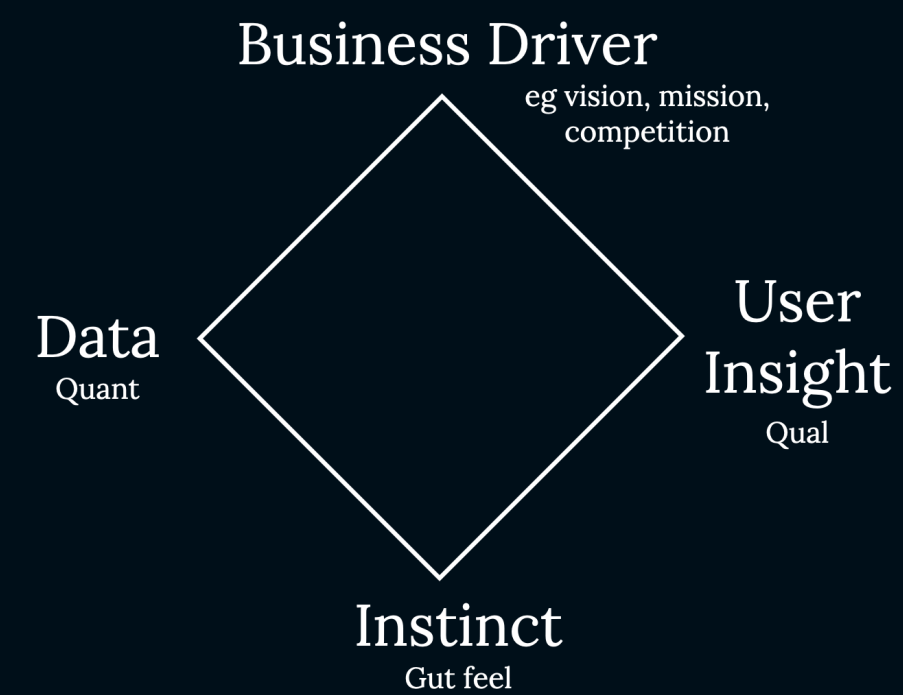 Business Driver
eg vision, mission,
competition
Data
Quant
User
Insight
Qual
Instinct
Gut feel